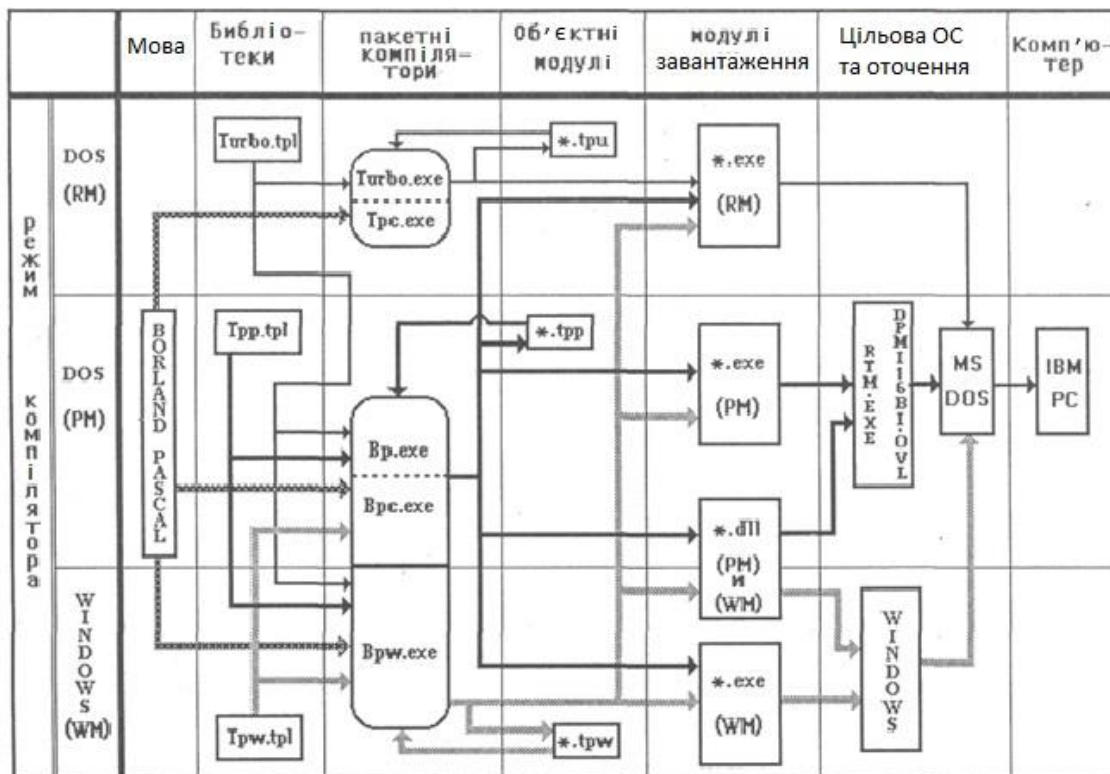 Мова
Библіо-
теки
пакетні
компіля-
тори
Об'єктні
модулі
модулі
завантаження
Цільова ОС
та оточення
Комп'ю-
тер
режим
компілятора
DOS
(RM)
Turbo.tpl
Turbo.exe
Tpc.exe
*.tpu
*.exe
(RM)
DOS
(PM)
BORLAND PASCAL
Tpp.tpl
Bp.exe
Bpc.exe
*.tpp
*.exe
(PM)
RTM.EXE
DPMI16BI.OVL
MS
DOS
IBM
PC
*.dll
(PM)
и
(WM)
WINDOWS
(WM)
Tpw.tpl
Bpw.exe
*.tpw
*.exe
(WM)
WINDOWS